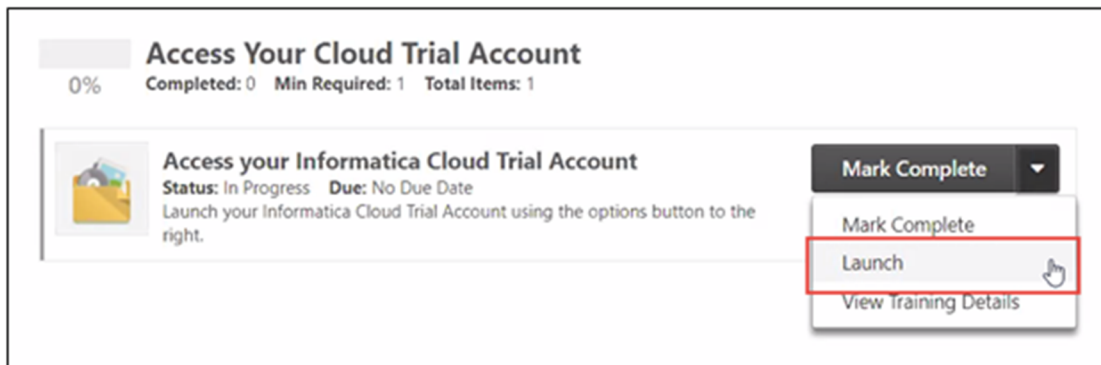 Access Your Cloud Trial Account
0% Completed: 0 Min Required: 1 Total Items: 1
Access your Informatica Cloud Trial Account
Status: In Progress Due: No Due Date
Launch your Informatica Cloud Trial Account using the options button to the
right.
Mark Complete
Mark Complete
Launch
View Training Details